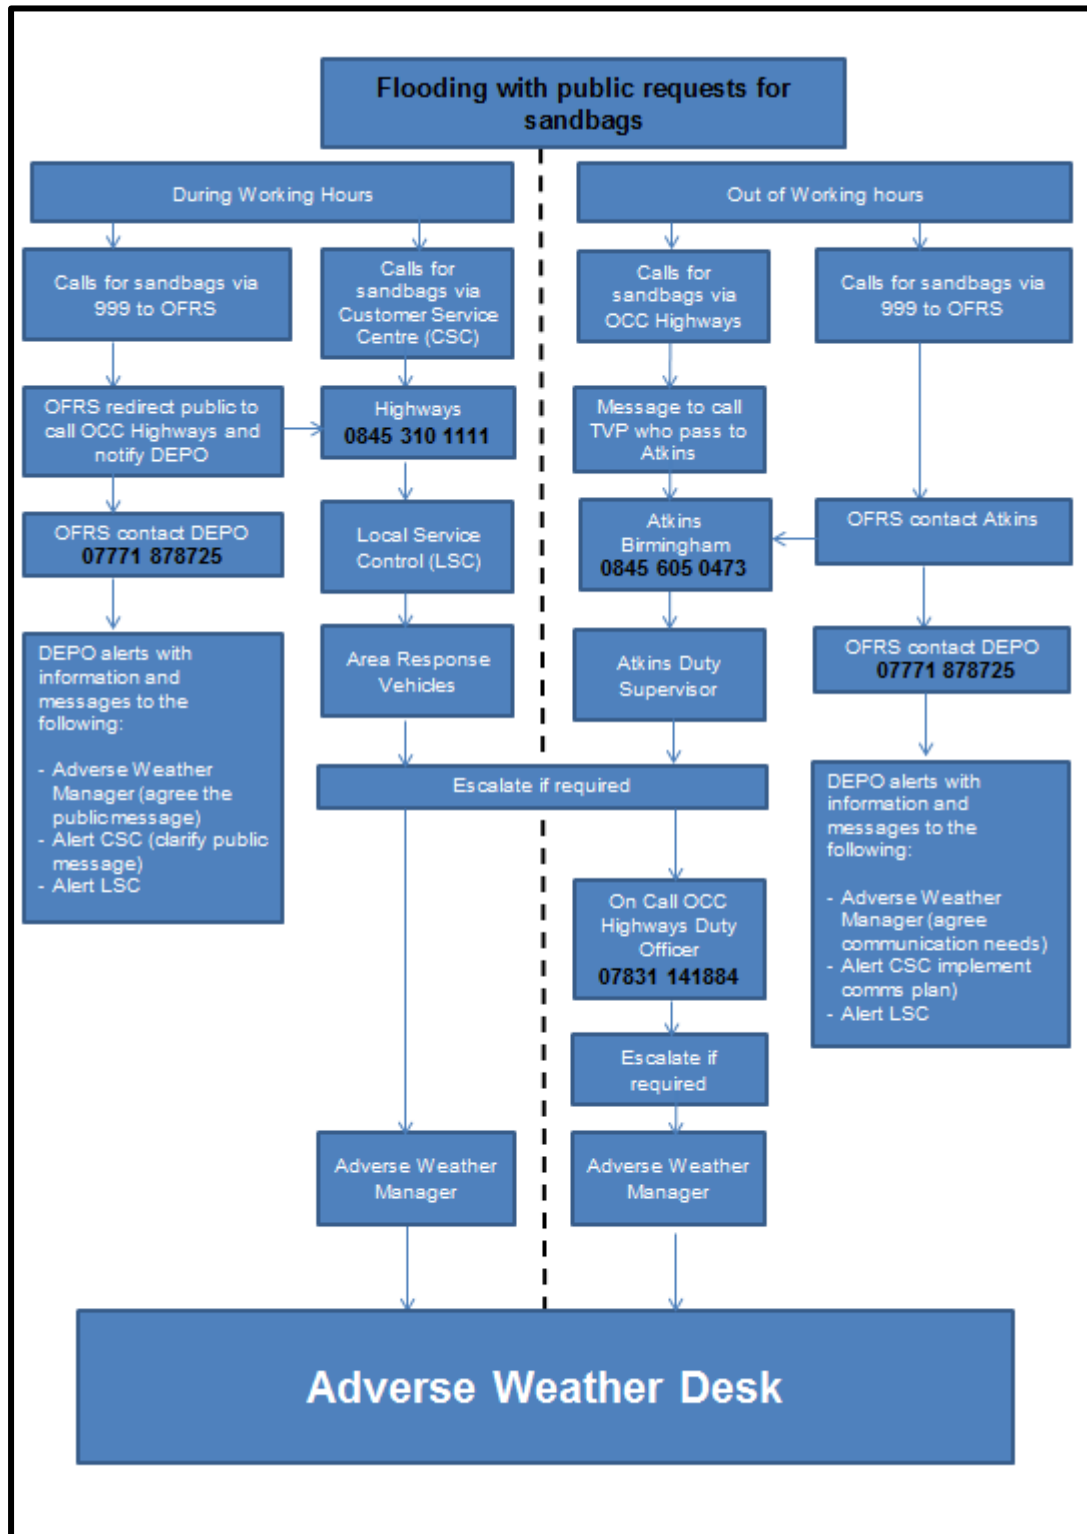 Flooding with public requests for
sandbags
During Working Hours
Out of Working hours
Calls for sandbags via
999 to OFRS
Calls for
sandbags via
Customer Service
Centre (CSC)
Calls for
sandbags via
OCC Highways
Calls for sandbags via
999 to OFRS
OFRS redirect public to
call OCC Highways and
notify DEPO
Highways
0845 310 1111
Message to call
TVP who pass to
Atkins
OFRS contact DEPO
07771 878725
Local Service
Control (LSC)
Atkins
Birmingham
0845 605 0473
OFRS contact Atkins
DEPO alerts with
information and
messages to the
following:
- Adverse Weather
Manager (agree the
public message)
- Alert CSC (clarify public
message)
- Alert LSC
Area Response
Vehicles
Atkins Duty
Supervisor
OFRS contact DEPO
07771 878725
Escalate if required
DEPO alerts with
information and
messages to the
following:
- Adverse Weather
Manager (agree
communication needs)
- Alert CSC implement
comms plan)
- Alert LSC
On Call OCC
Highways Duty
Officer
07831 141884
Escalate if
required
Adverse Weather
Manager
Adverse Weather
Manager
Adverse Weather Desk